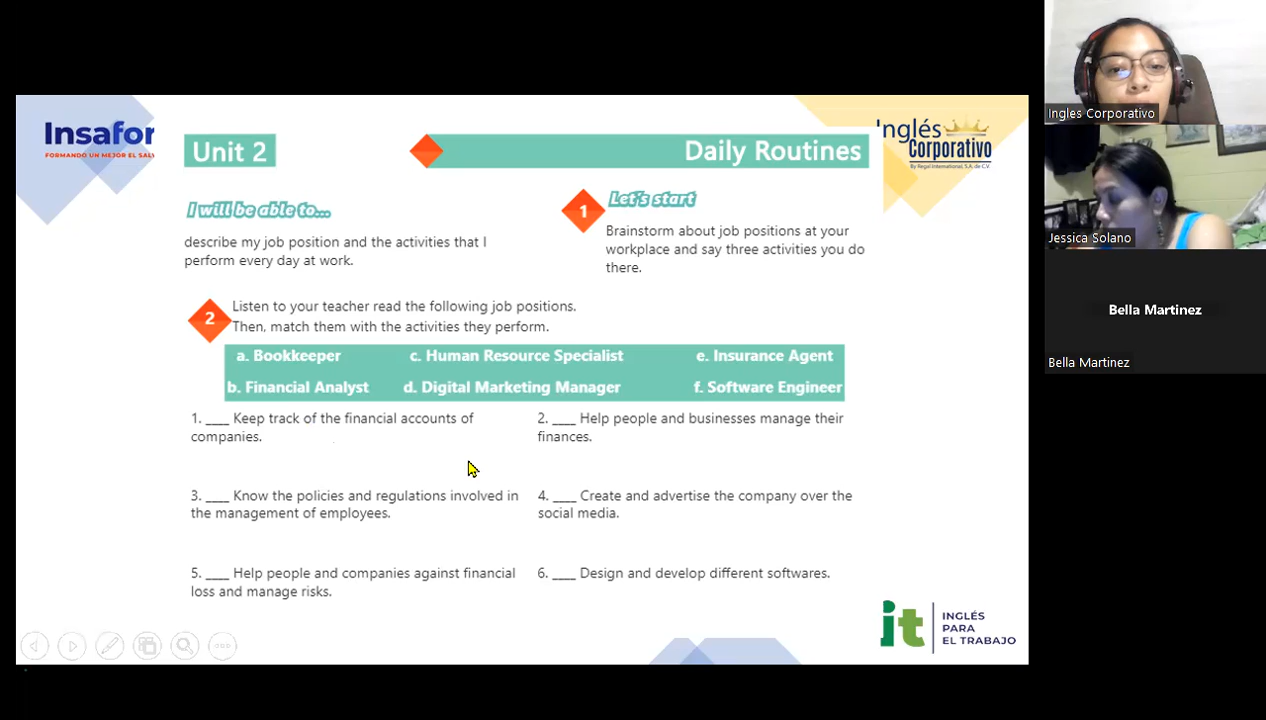 Insafor
FORMANDO UN MEJOR EL SALV
Unit 2
Daily Routines
Inglés
Corporativo
By Regal International, S.A. de C.V.
I will be able to...
describe my job position and the activities that I
perform every day at work.
1
Let's start
Brainstorm about job positions at your
workplace and say three activities you do
there.
2
Listen to your teacher read the following job positions.
Then, match them with the activities they perform.
a. Bookkeeper
c. Human Resource Specialist
e. Insurance Agent
b. Financial Analyst
d. Digital Marketing Manager
f. Software Engineer
1. ____ Keep track of the financial accounts of
companies.
2. ____ Help people and businesses manage their
finances.
3. ____ Know the policies and regulations involved in
the management of employees.
4. ____ Create and advertise the company over the
social media.
5. ____ Help people and companies against financial
loss and manage risks.
6. ____ Design and develop different softwares.
it
INGLÉS
PARA
EL TRABAJO
Ingles Corporativo
Jessica Solano
Bella Martinez
Bella Martinez